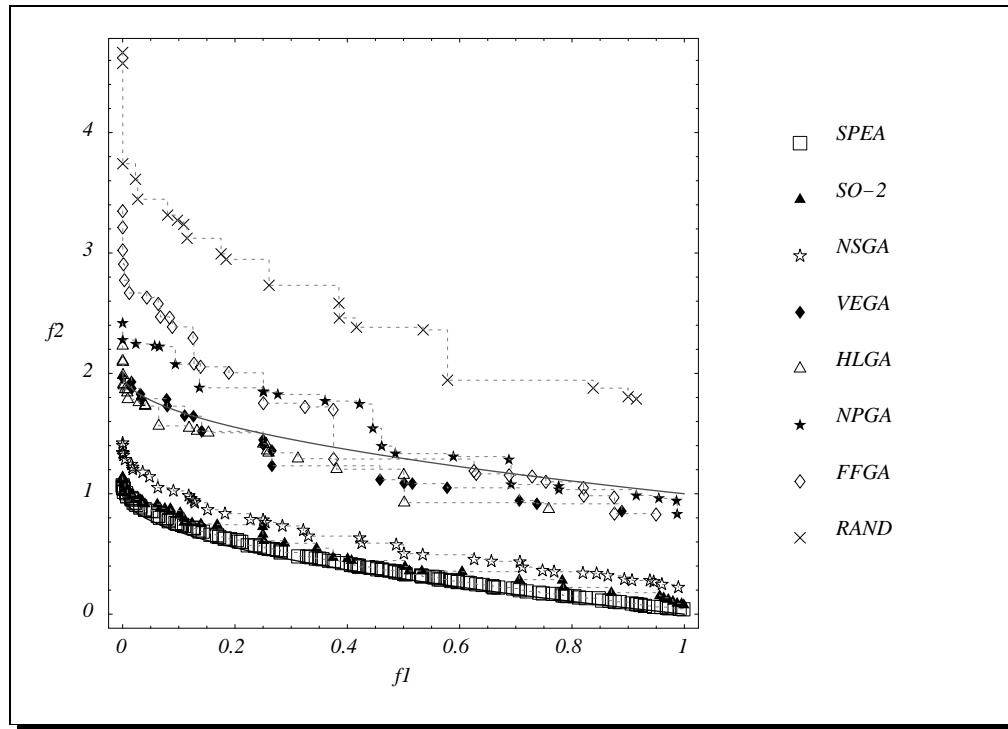 4
3
f2
2
1
0
0 0.2 0.4 0.6 0.8 1
f1
SPEA
SO-2
NSGA
VEGA
HLGA
NPGA
FFGA
RAND